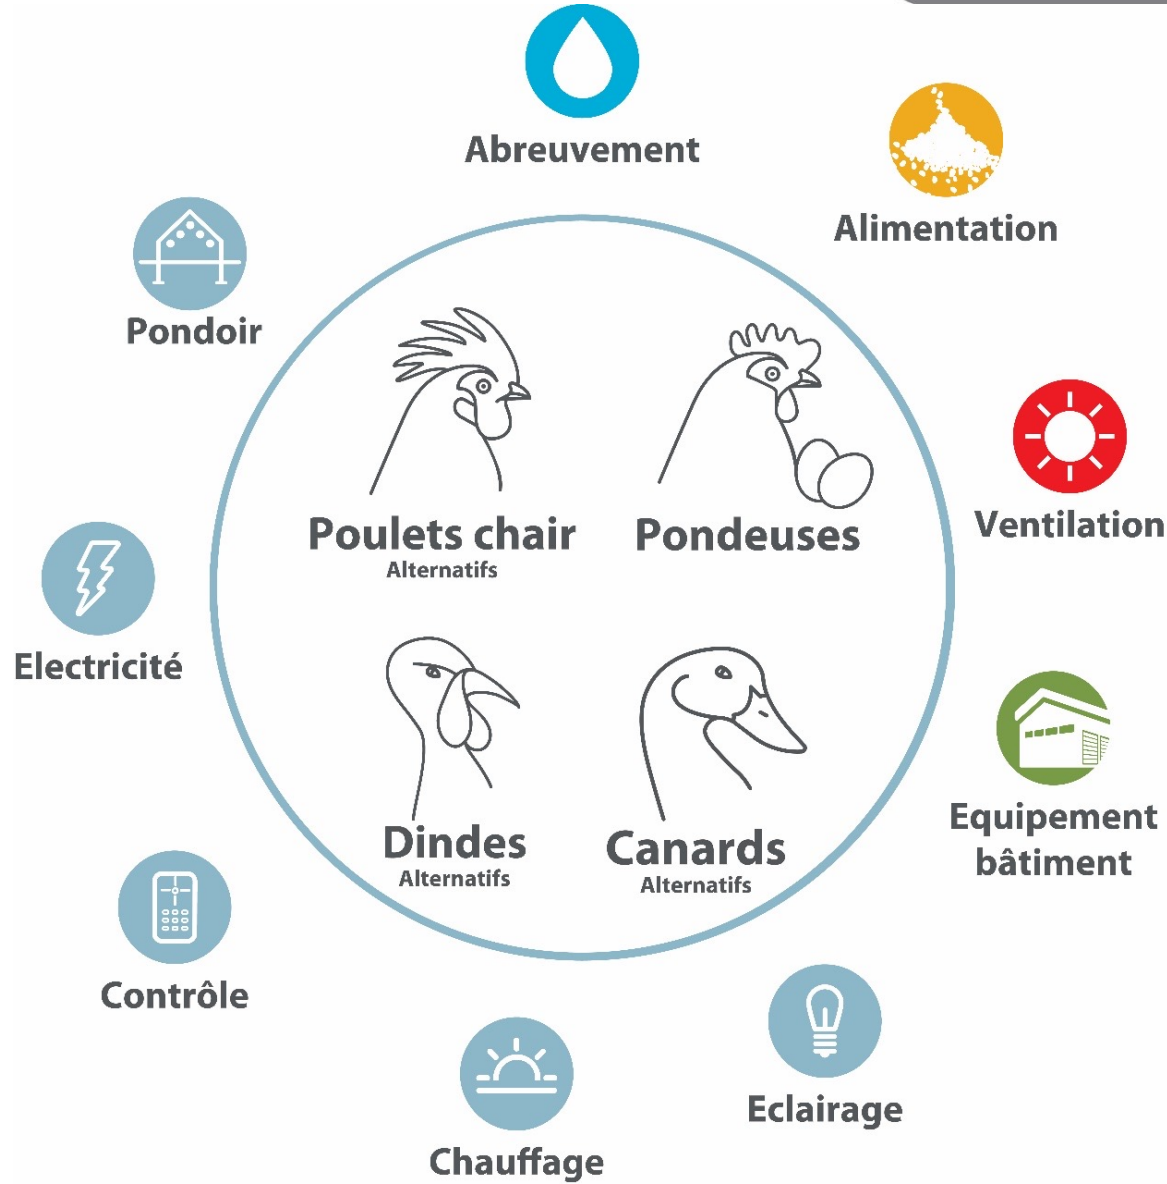 Abreuvement
Alimentation
Pondoir
Ventilation
Poulets chair
Alternatifs
Pondeuses
Electricité
Equipement
bâtiment
Dindes
Alternatifs
Canards
Alternatifs
Contrôle
Eclairage
Chauffage